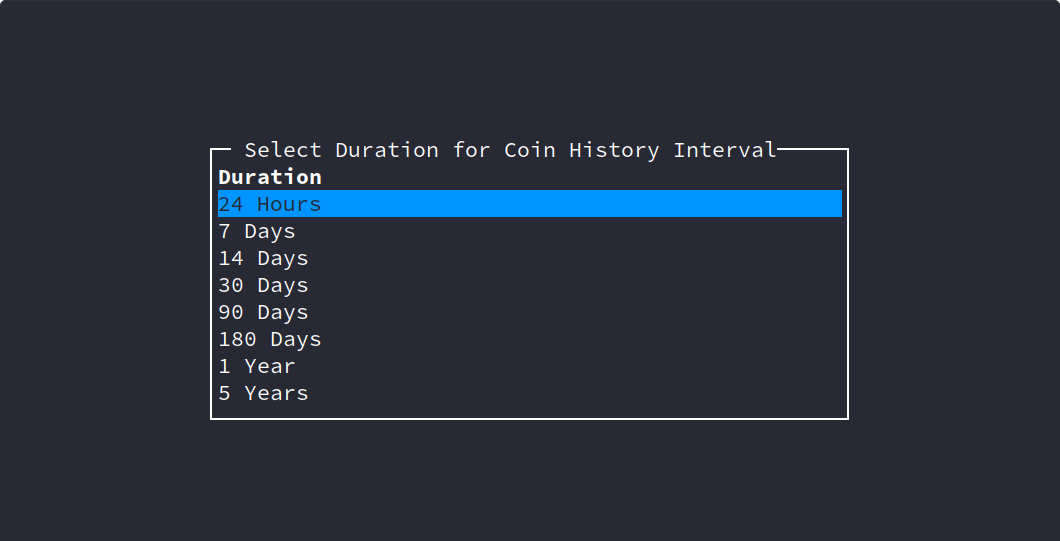 Select Duration for Coin History Interval
Duration
24 Hours
7 Days
14 Days
30 Days
90 Days
180 Days
1 Year
5 Years